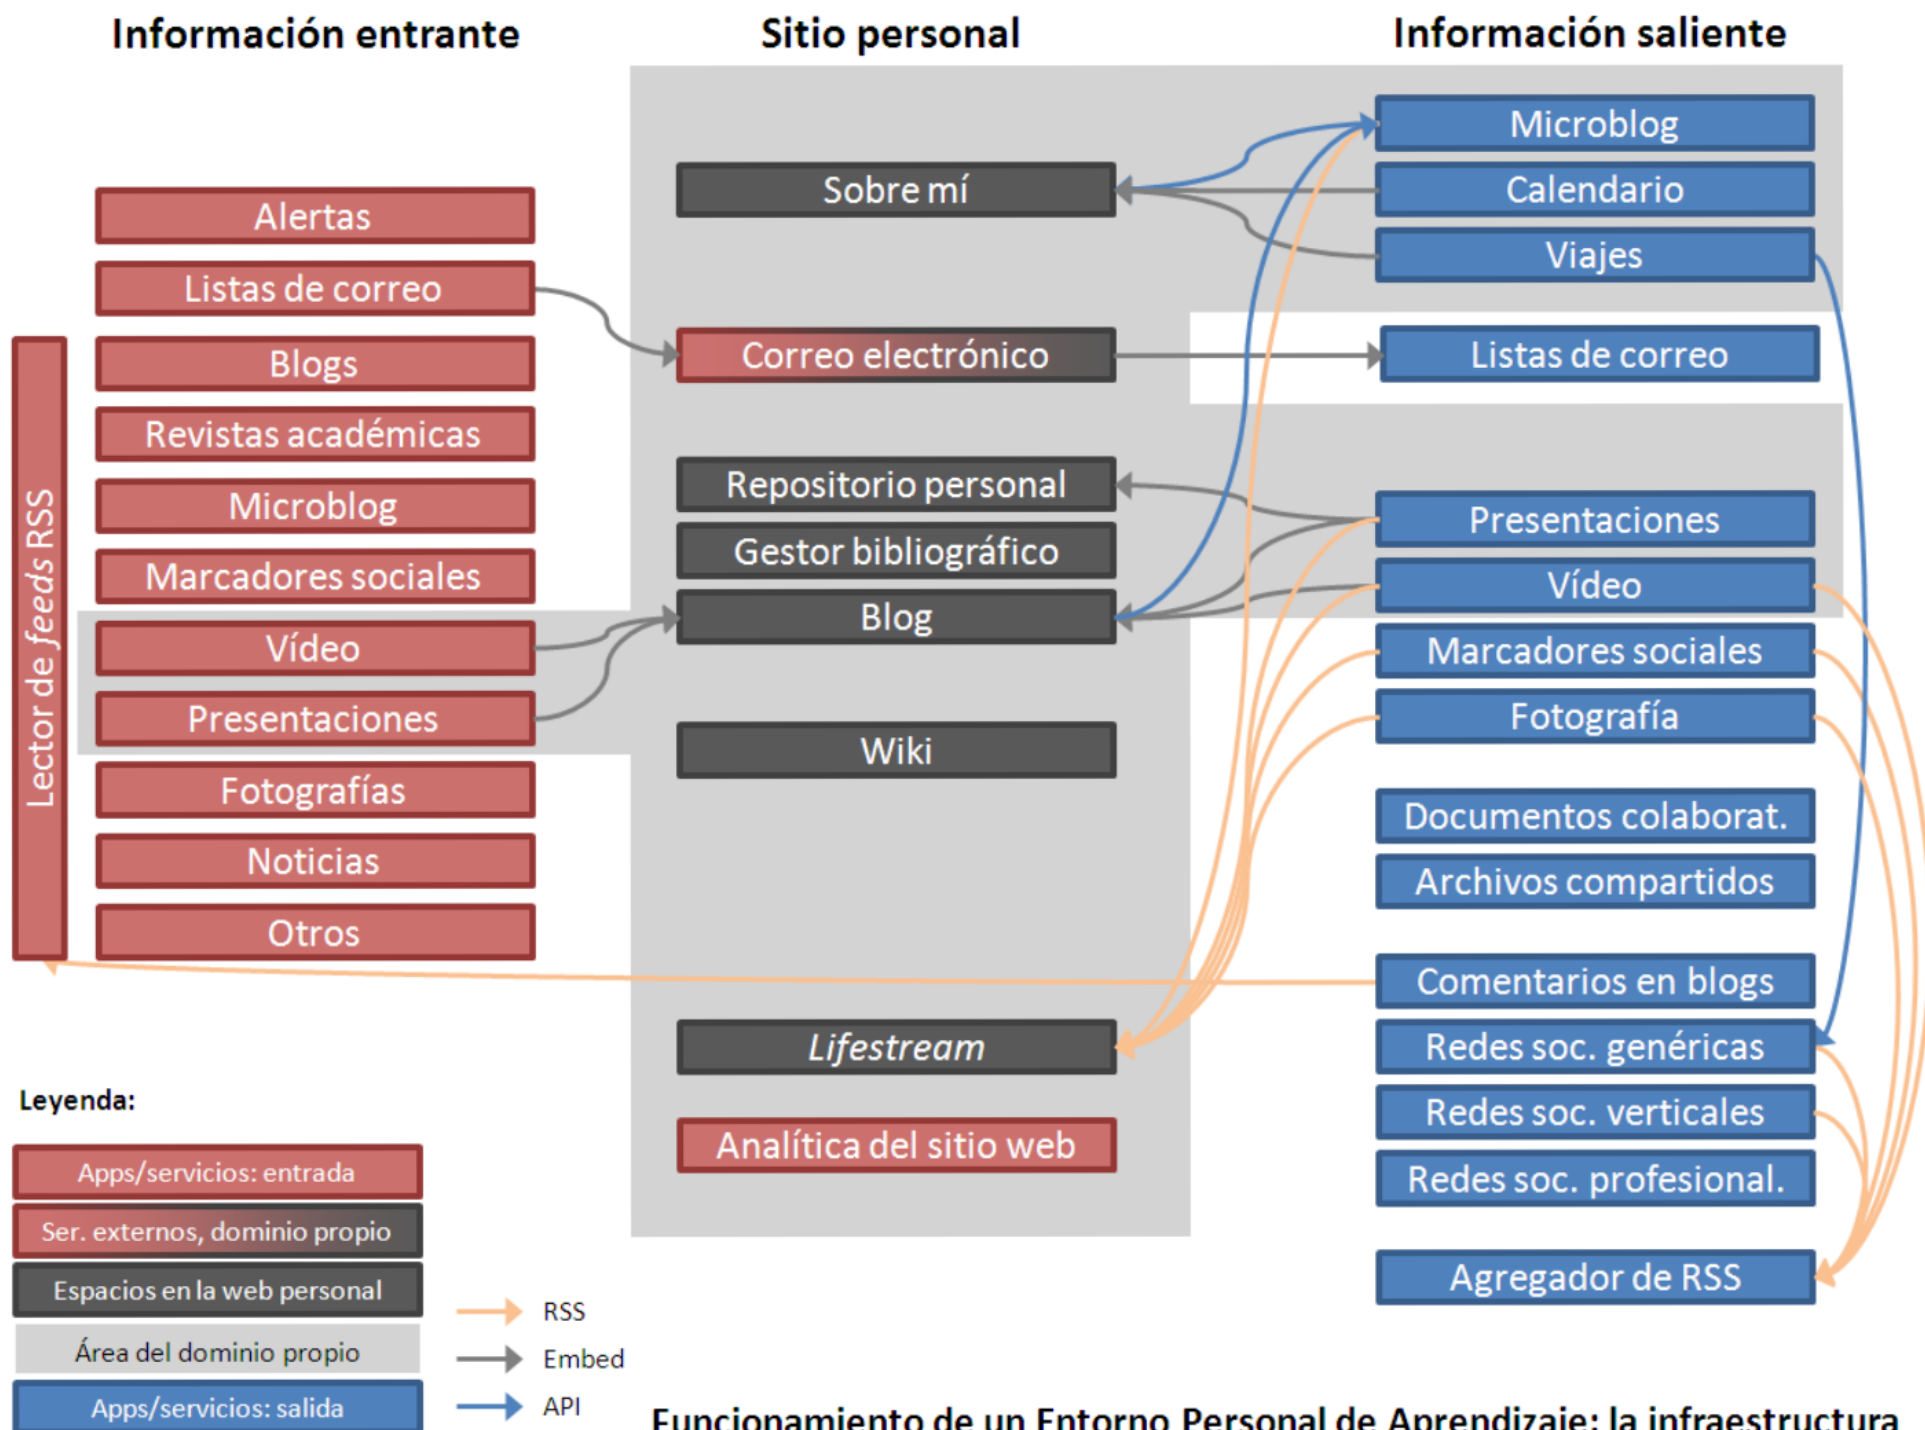 Información entrante
Sitio personal
Información saliente
Alertas
Listas de correo
Lector de feeds RSS
Blogs
Revistas académicas
Microblog
Marcadores sociales
Vídeo
Presentaciones
Fotografías
Noticias
Otros
Sobre mí
Correo electrónico
Repositorio personal
Gestor bibliográfico
Blog
Wiki
Lifestream
Analítica del sitio web
Microblog
Calendario
Viajes
Listas de correo
Presentaciones
Vídeo
Marcadores sociales
Fotografía
Documentos colaborat.
Archivos compartidos
Comentarios en blogs
Redes soc. genéricas
Redes soc. verticales
Redes soc. profesional.
Agregador de RSS
Leyenda:
Apps/servicios: entrada
Ser. externos, dominio propio
Espacios en la web personal
Área del dominio propio
Apps/servicios: salida
RSS
Embed
API
Funcionamiento de un Entorno Personal de Aprendizaje: la infraestructura